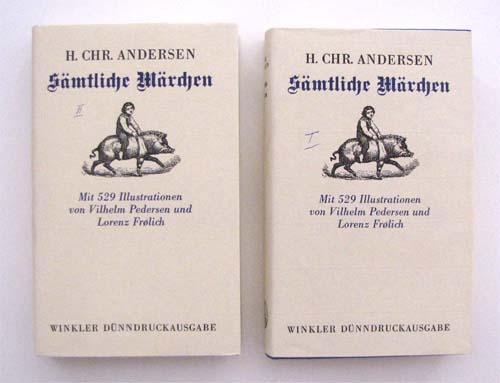 H. CHR. ANDERSEN
Sämtliche Märchen
II
Mit 529 Illustrationen
von Vilhelm Pedersen und
Lorenz Frølich
WINKLER DÜNNDRUCKAUSGABE
H. CHR. ANDERSEN
Sämtliche Märchen
I
Mit 529 Illustrationen
von Vilhelm Pedersen und
Lorenz Frølich
WINKLER DÜNNDRUCKAUSGABE